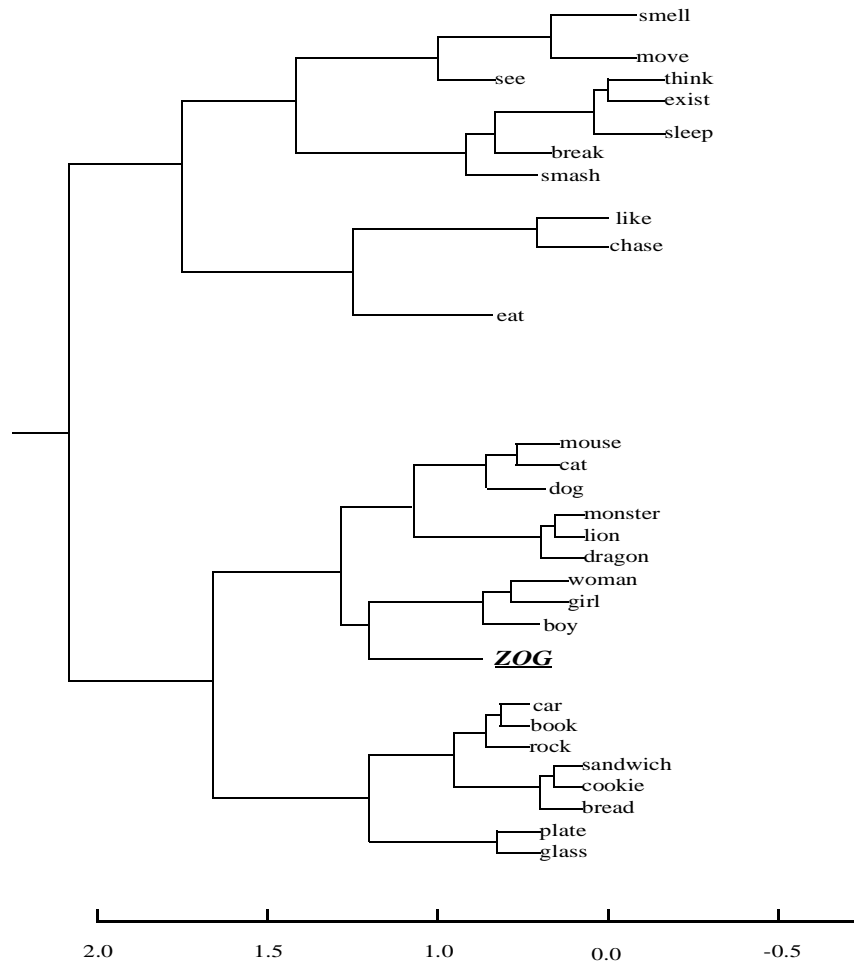 smell
move
see
think
exist
sleep
break
smash
like
chase
eat
mouse
cat
dog
monster
lion
dragon
woman
girl
boy
ZOG
car
book
rock
sandwich
cookie
bread
plate
glass
2.0 1.5 1.0 0.0 -0.5